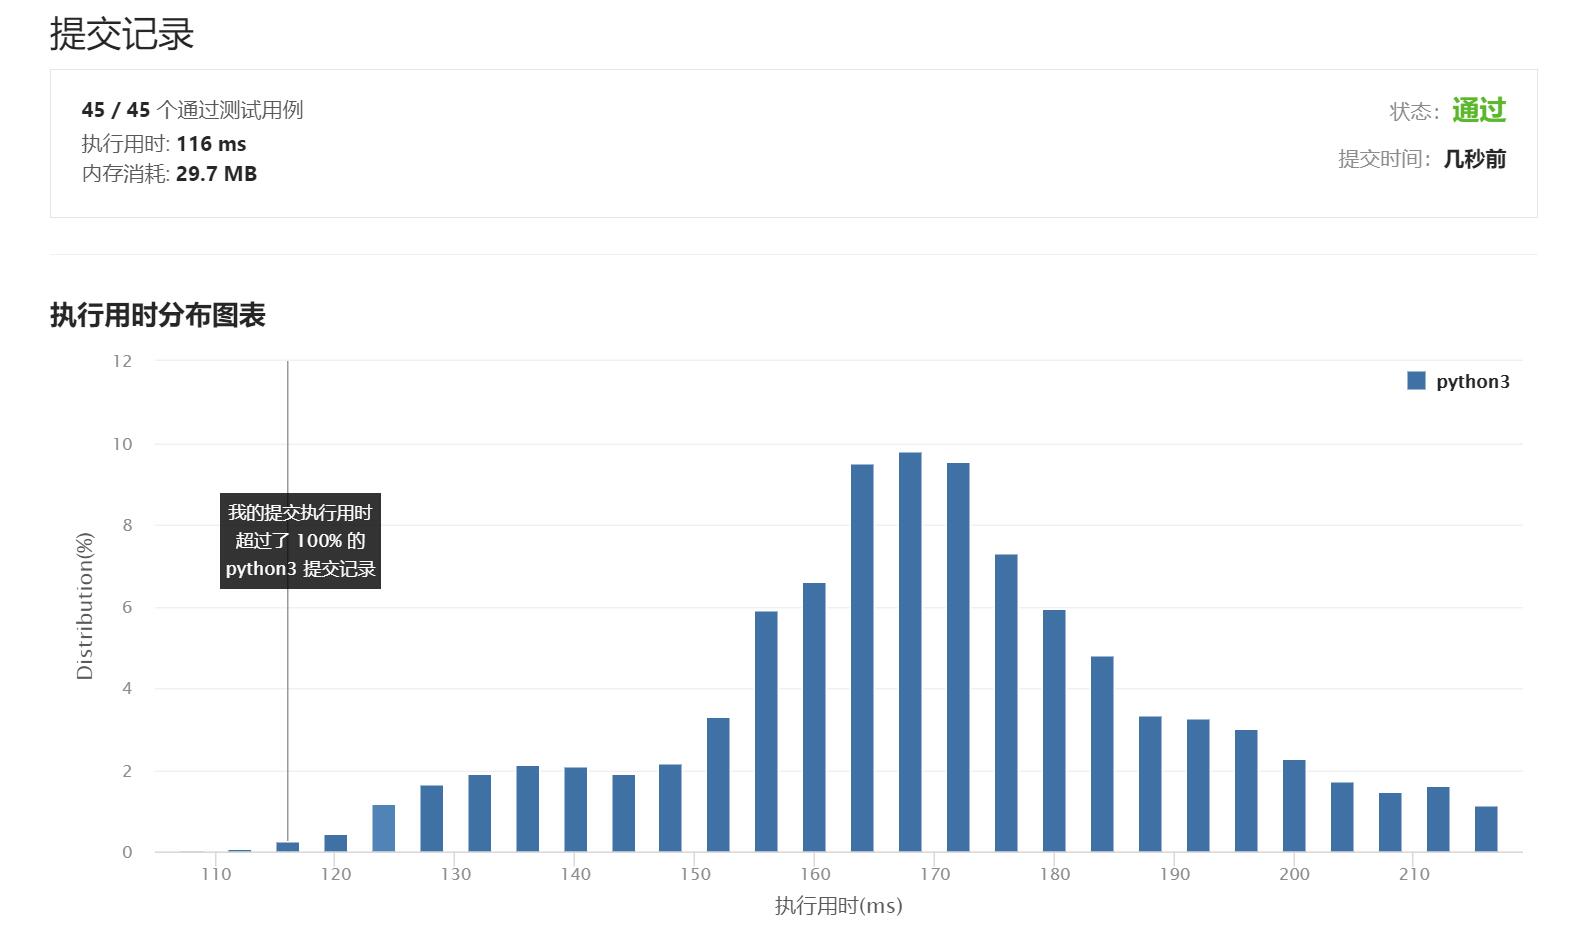 提交记录
45 / 45 个通过测试用例
状态：通过
执行用时: 116 ms
提交时间：几秒前
内存消耗: 29.7 MB
执行用时分布图表
12
python3
10
我的提交执行用时
超过了 100% 的
python3 提交记录
8
Distribution(%)
6
4
2
0
110 120 130 140 150 160 170 180 190 200 210
执行用时(ms)